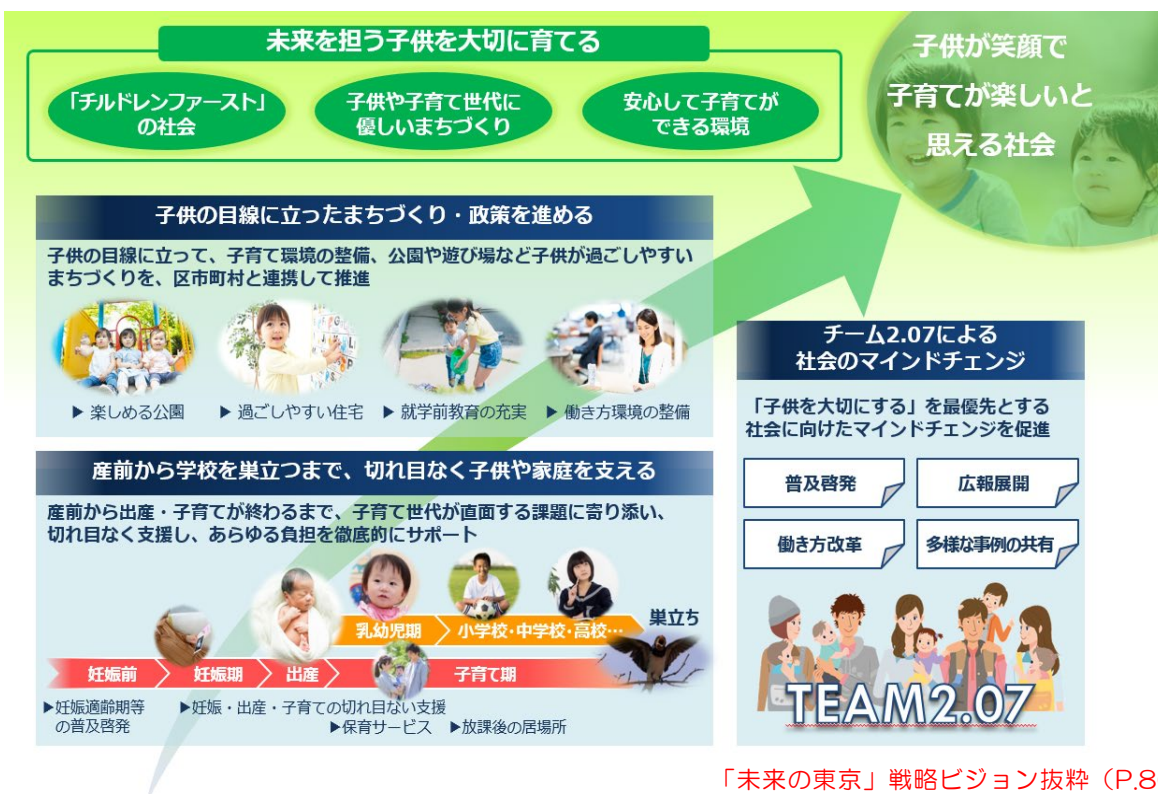 未来を担う子供を大切に育てる
「チルドレンファースト」
の社会
子供や子育て世代に
優しいまちづくり
安心して子育てが
できる環境
子供が笑顔で
子育てが楽しいと
思える社会
子供の目線に立ったまちづくり・政策を進める
子供の目線に立って、子育て環境の整備、公園や遊び場など子供が過ごしやすい
まちづくりを、区市町村と連携して推進
▶ 楽しめる公園
▶ 過ごしやすい住宅
▶ 就学前教育の充実
▶ 働き方環境の整備
産前から学校を巣立つまで、切れ目なく子供や家庭を支える
産前から出産・子育てが終わるまで、子育て世代が直面する課題に寄り添い、
切れ目なく支援し、あらゆる負担を徹底的にサポート
乳幼児期
小学校・中学校・高校…
巣立ち
妊娠前
妊娠期
出産
子育て期
▶妊娠適齢期等
の普及啓発
▶妊娠・出産・子育ての切れ目ない支援
▶保育サービス
▶放課後の居場所
チーム2.07による
社会のマインドチェンジ
「子供を大切にする」を最優先とする
社会に向けたマインドチェンジを促進
普及啓発
広報展開
働き方改革
多様な事例の共有
TEAM2.07
「未来の東京」戦略ビジョン抜粋（P.8